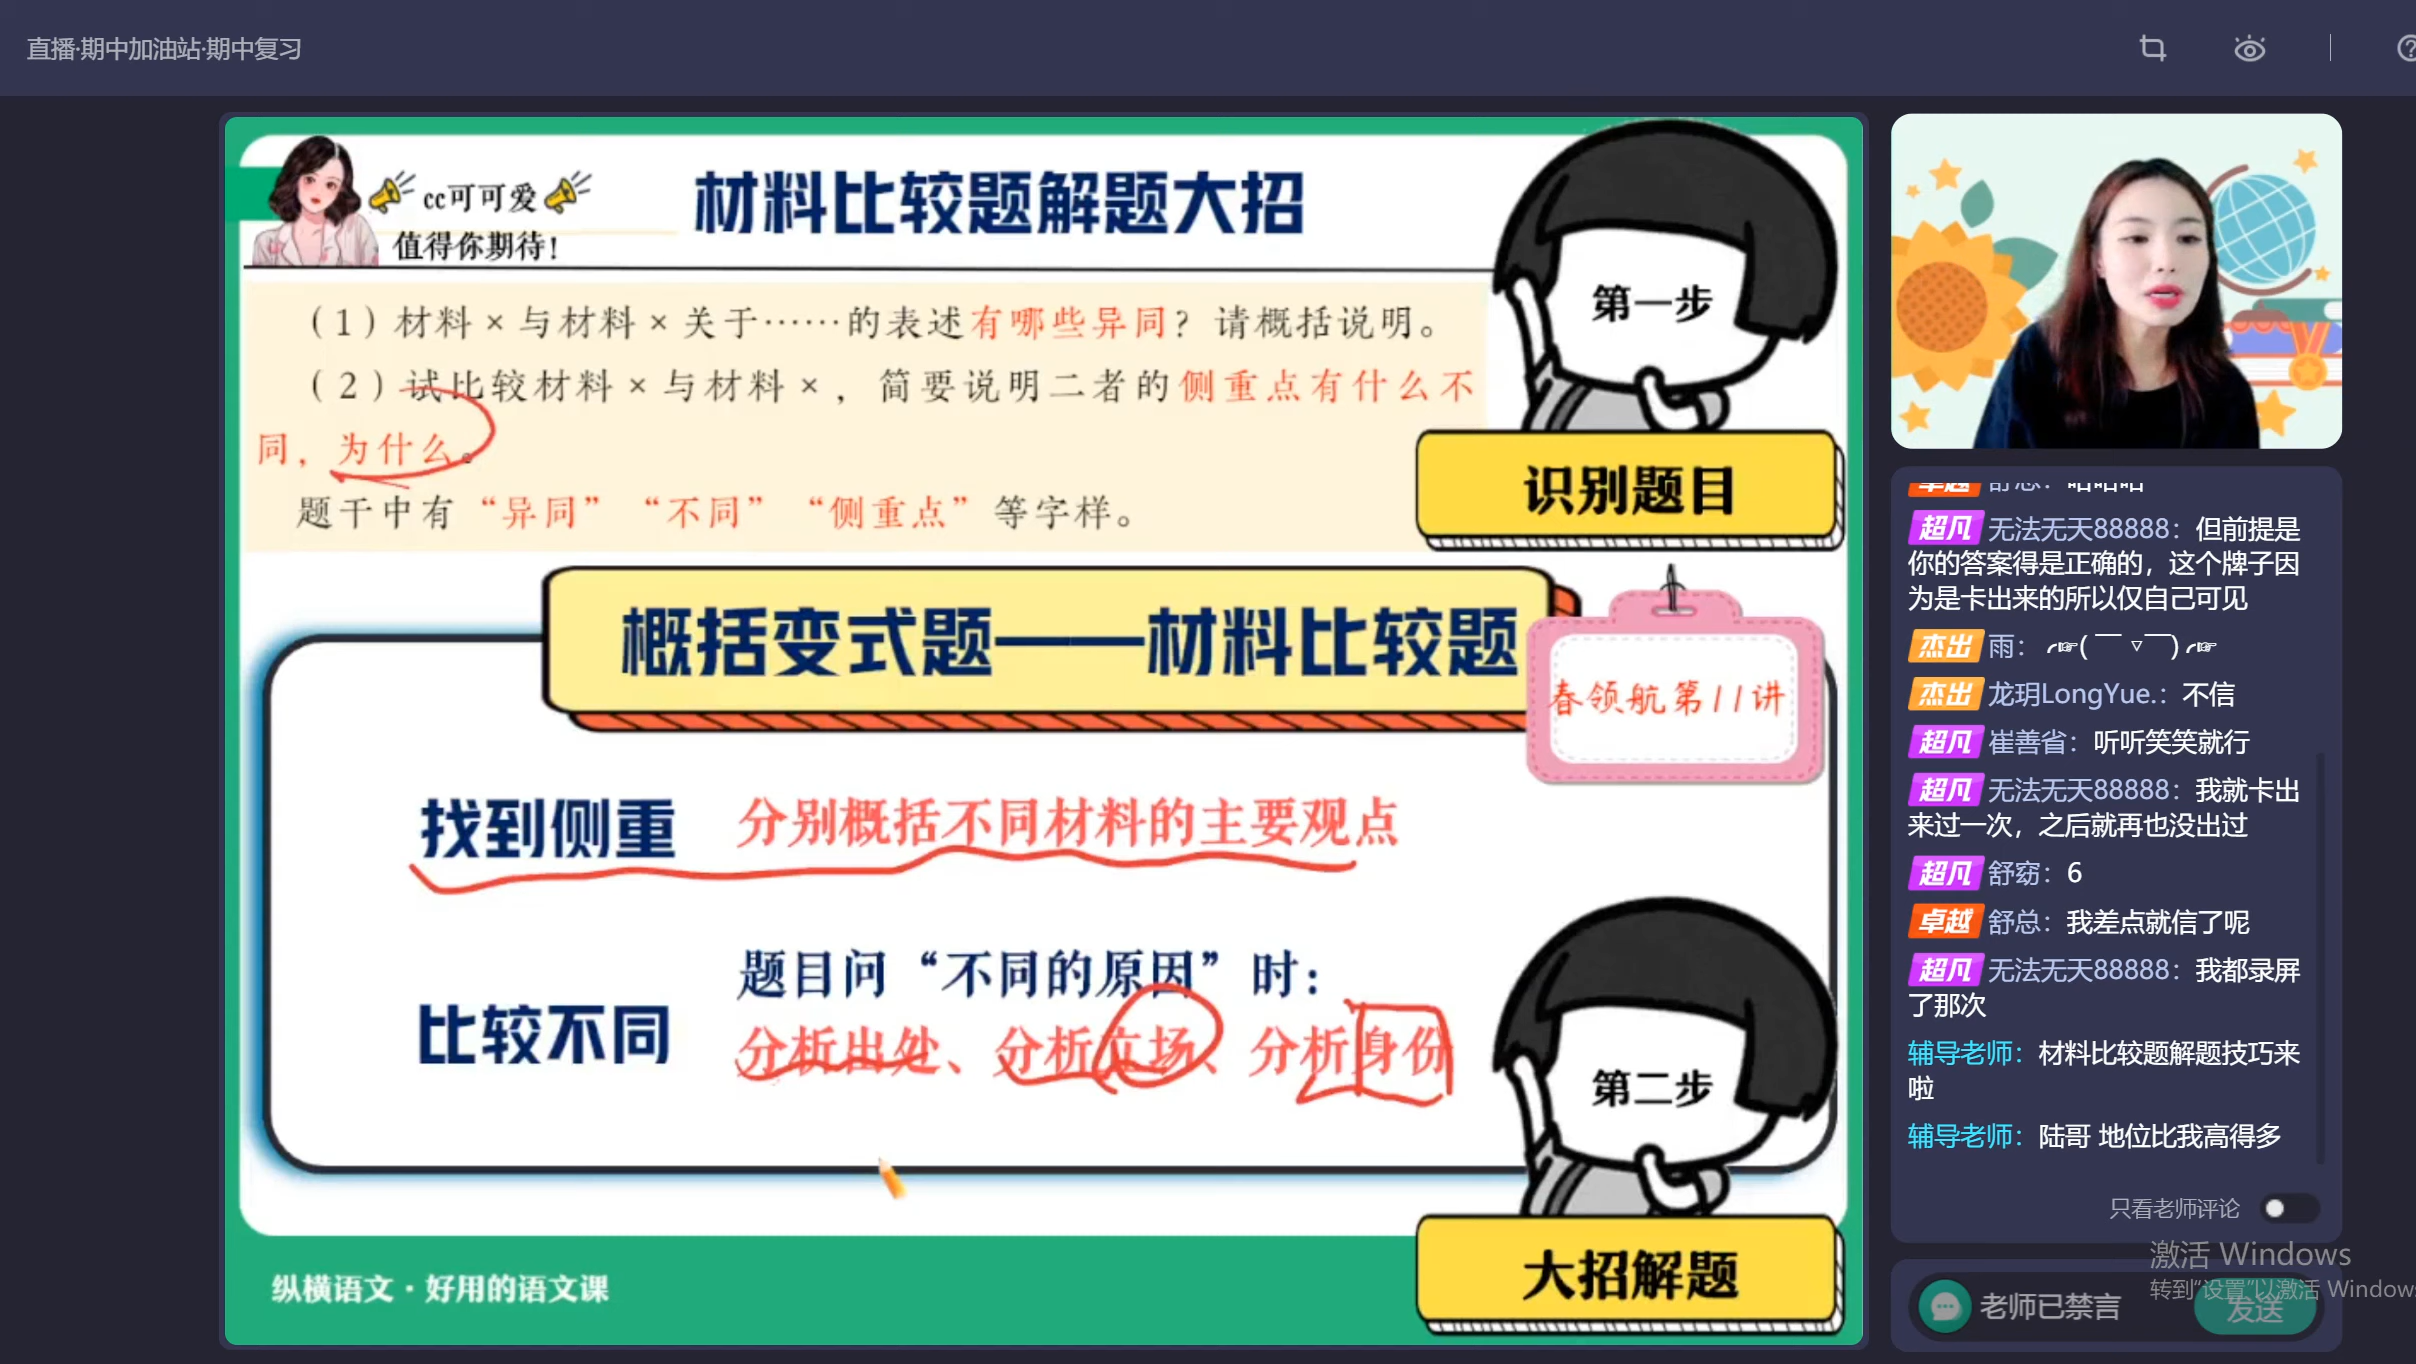 直播·期中加油站·期中复习
cc可可爱
值得你期待！
材料比较题解题大招
第一步
（1）材料×与材料×关于……的表述有哪些异同？请概括说明。
（2）试比较材料×与材料×，简要说明二者的侧重点有什么不
同，为什么。
题干中有“异同”“不同”“侧重点”等字样。
识别题目
概括变式题——材料比较题
春领航第11讲
找到侧重
分别概括不同材料的主要观点
比较不同
题目问“不同的原因”时：
分析出处、分析立场、分析身份
第二步
大招解题
纵横语文·好用的语文课
超凡 无法无天88888：但前提是
你的答案得是正确的，这个牌子因
为是卡出来的所以仅自己可见
杰出 雨：╭☞(￣▽￣)╭☞
杰出 龙玥LongYue.：不信
超凡 崔善省：听听笑笑就行
超凡 无法无天88888：我就卡出
来过一次，之后就再也没出过
超凡 舒窈：6
卓越 舒总：我差点就信了呢
超凡 无法无天88888：我都录屏
了那次
辅导老师：材料比较题解题技巧来
啦
辅导老师：陆哥 地位比我高得多
只看老师评论
激活 Windows
转到“设置”以激活 Windows
老师已禁言
发送